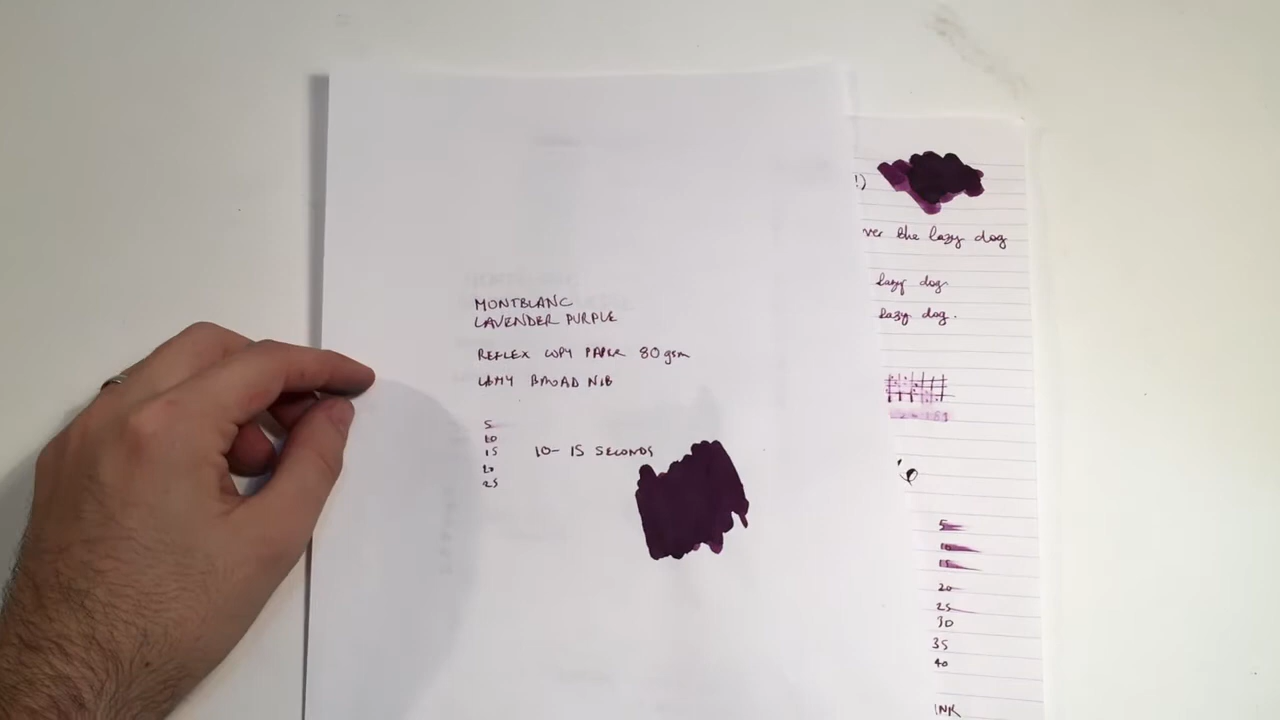 MONTBLANC
LAVENDER PURPLE
REFLEX COPY PAPER 80gsm
LAMY BROAD NIB
5
10
15
20
25
10-15 SECONDS
!)
ver the lazy dog
lazy dog.
lazy dog.
5
10
15
20
25
30
35
40
INK